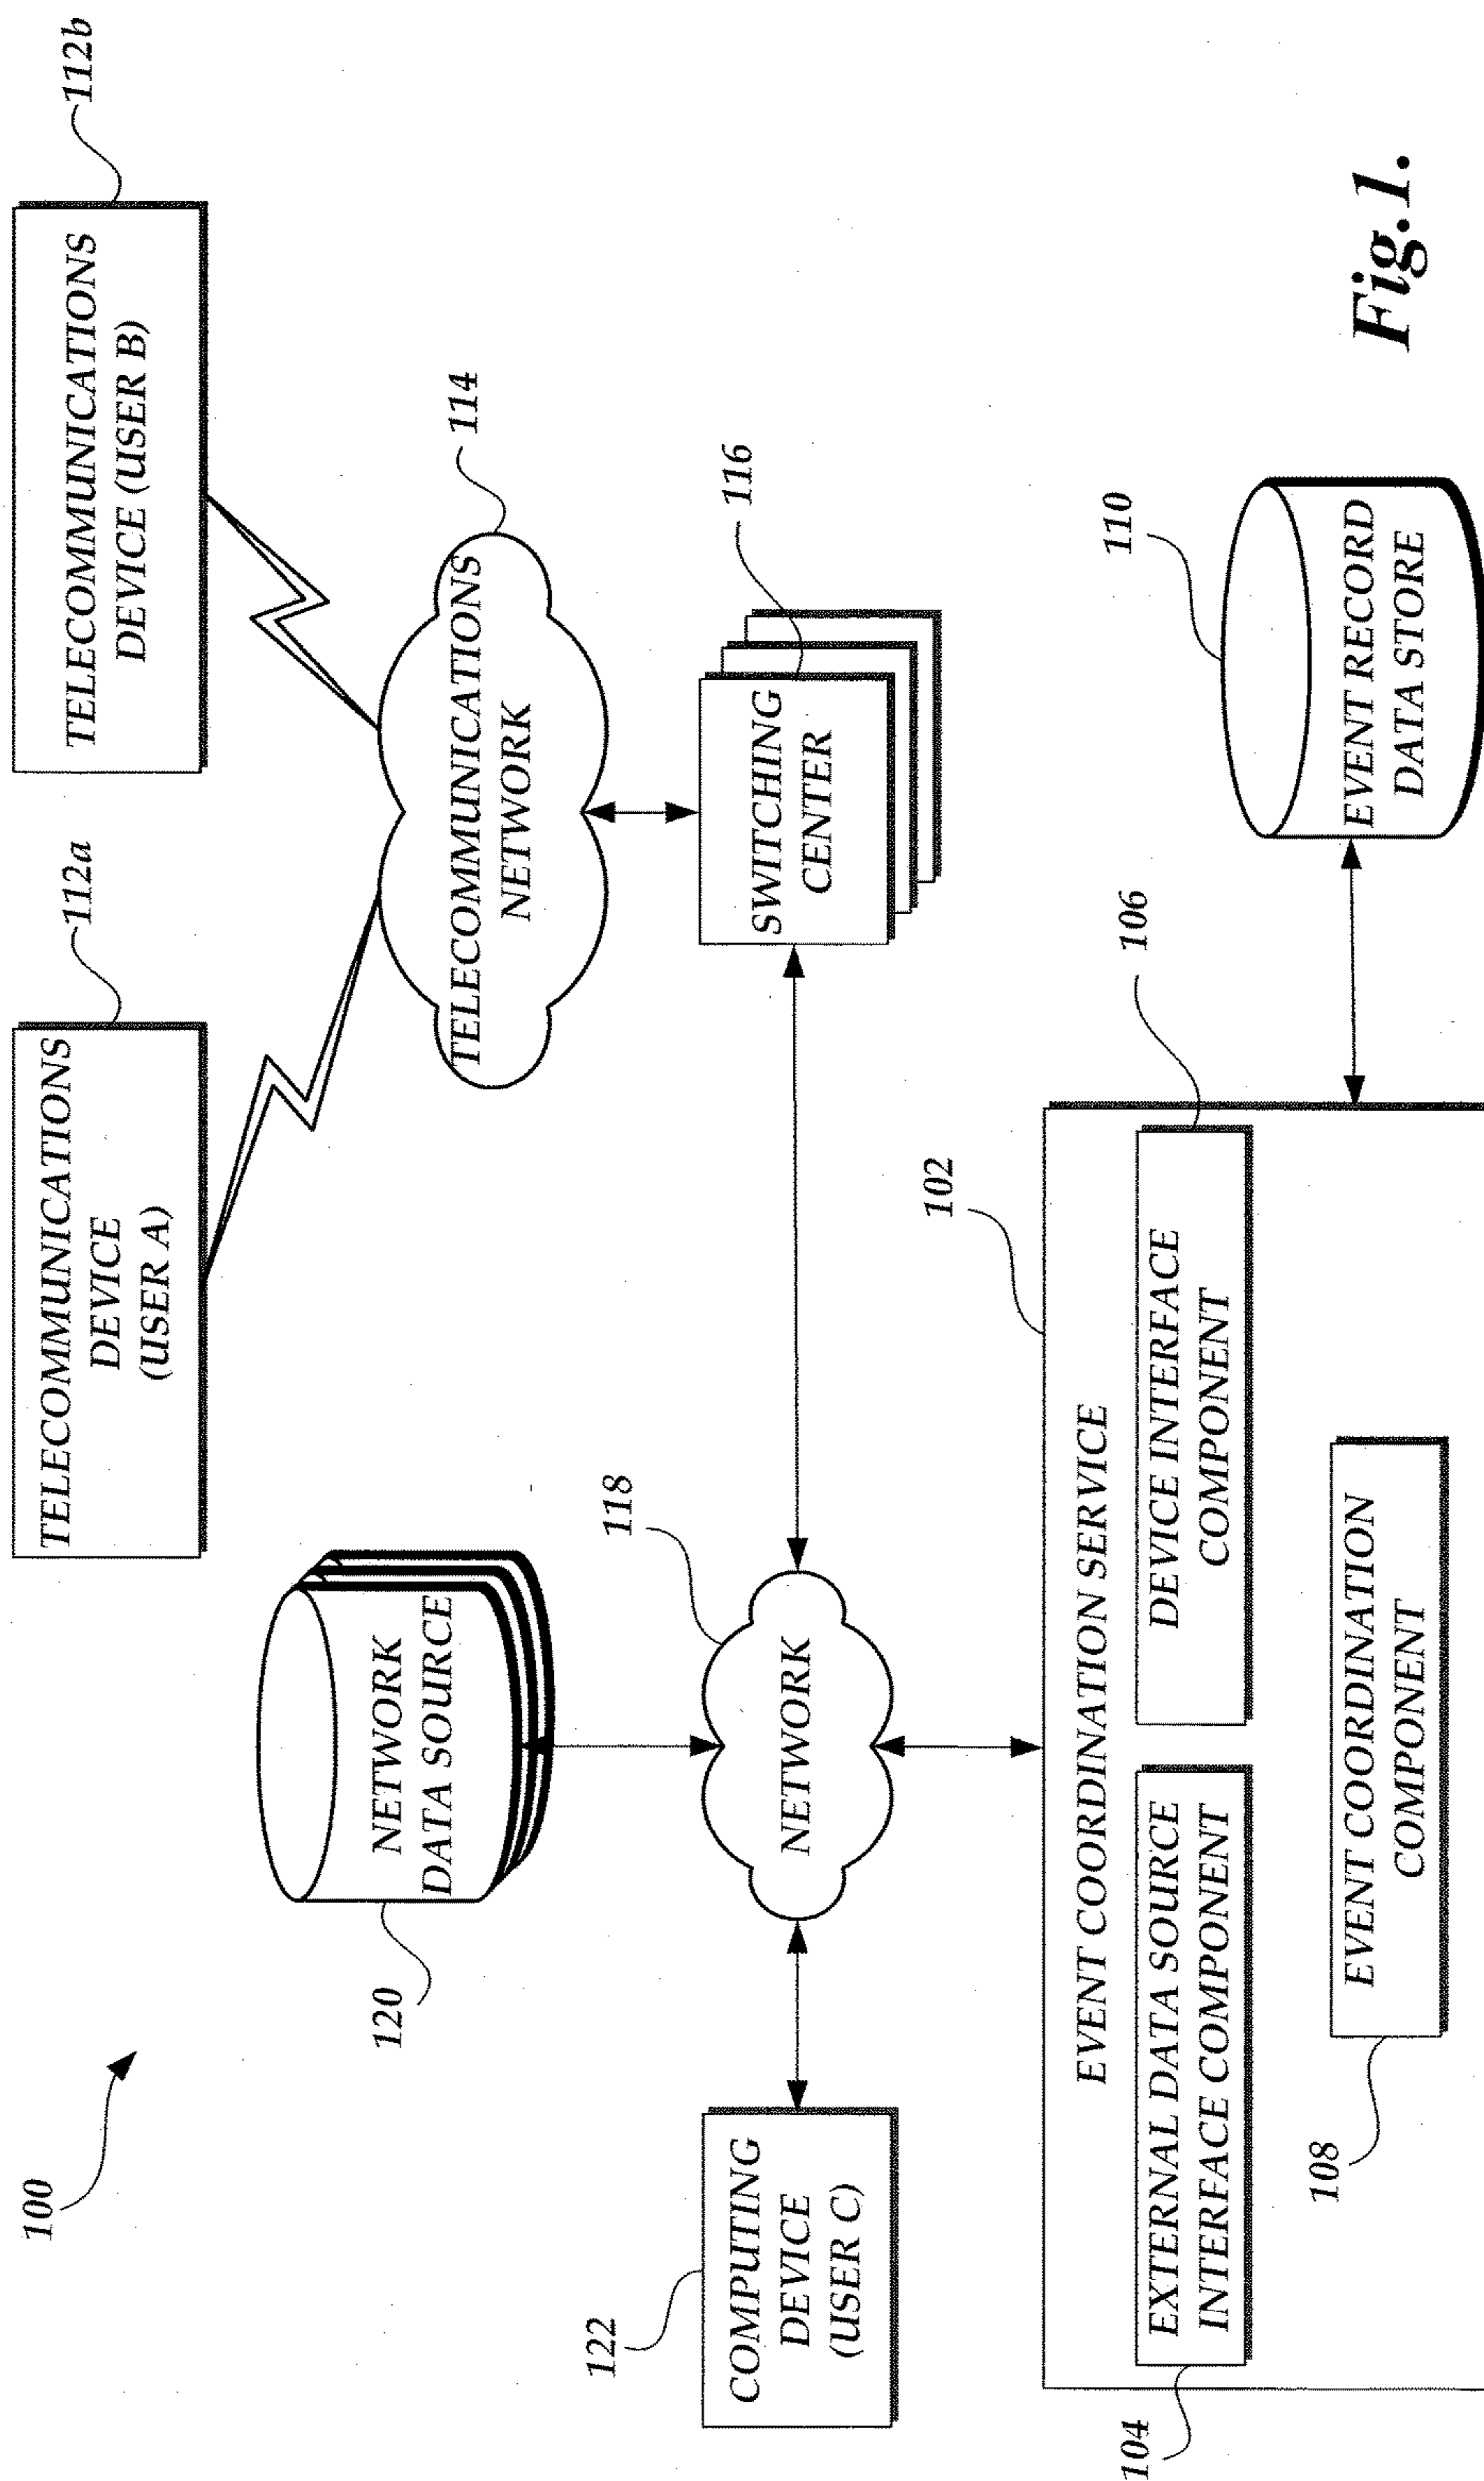 100
TELECOMMUNICATIONS
DEVICE
(USER A)
112a
TELECOMMUNICATIONS
DEVICE (USER B)
112b
120
NETWORK
DATA SOURCE
TELECOMMUNICATIONS
NETWORK
114
122
COMPUTING
DEVICE
(USER C)
NETWORK
118
SWITCHING
CENTER
116
102
EVENT COORDINATION SERVICE
104
EXTERNAL DATA SOURCE
INTERFACE COMPONENT
DEVICE INTERFACE
COMPONENT
106
108
EVENT COORDINATION
COMPONENT
110
EVENT RECORD
DATA STORE
Fig.1.